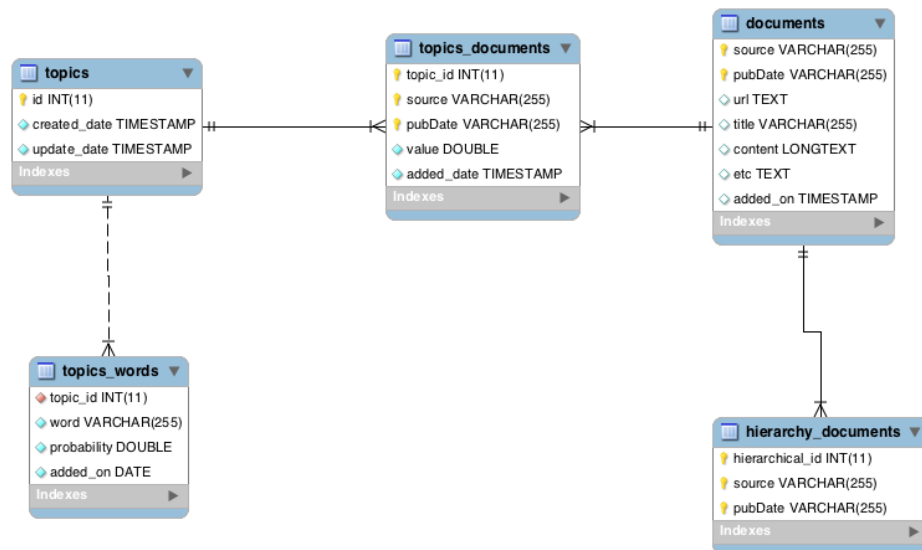 topics
id INT(11)
created_date TIMESTAMP
update_date TIMESTAMP
Indexes
topics_documents
topic_id INT(11)
source VARCHAR(255)
pubDate VARCHAR(255)
value DOUBLE
added_date TIMESTAMP
Indexes
documents
source VARCHAR(255)
pubDate VARCHAR(255)
url TEXT
title VARCHAR(255)
content LONGTEXT
etc TEXT
added_on TIMESTAMP
Indexes
topics_words
topic_id INT(11)
word VARCHAR(255)
probability DOUBLE
added_on DATE
Indexes
hierarchy_documents
hierarchical_id INT(11)
source VARCHAR(255)
pubDate VARCHAR(255)
Indexes